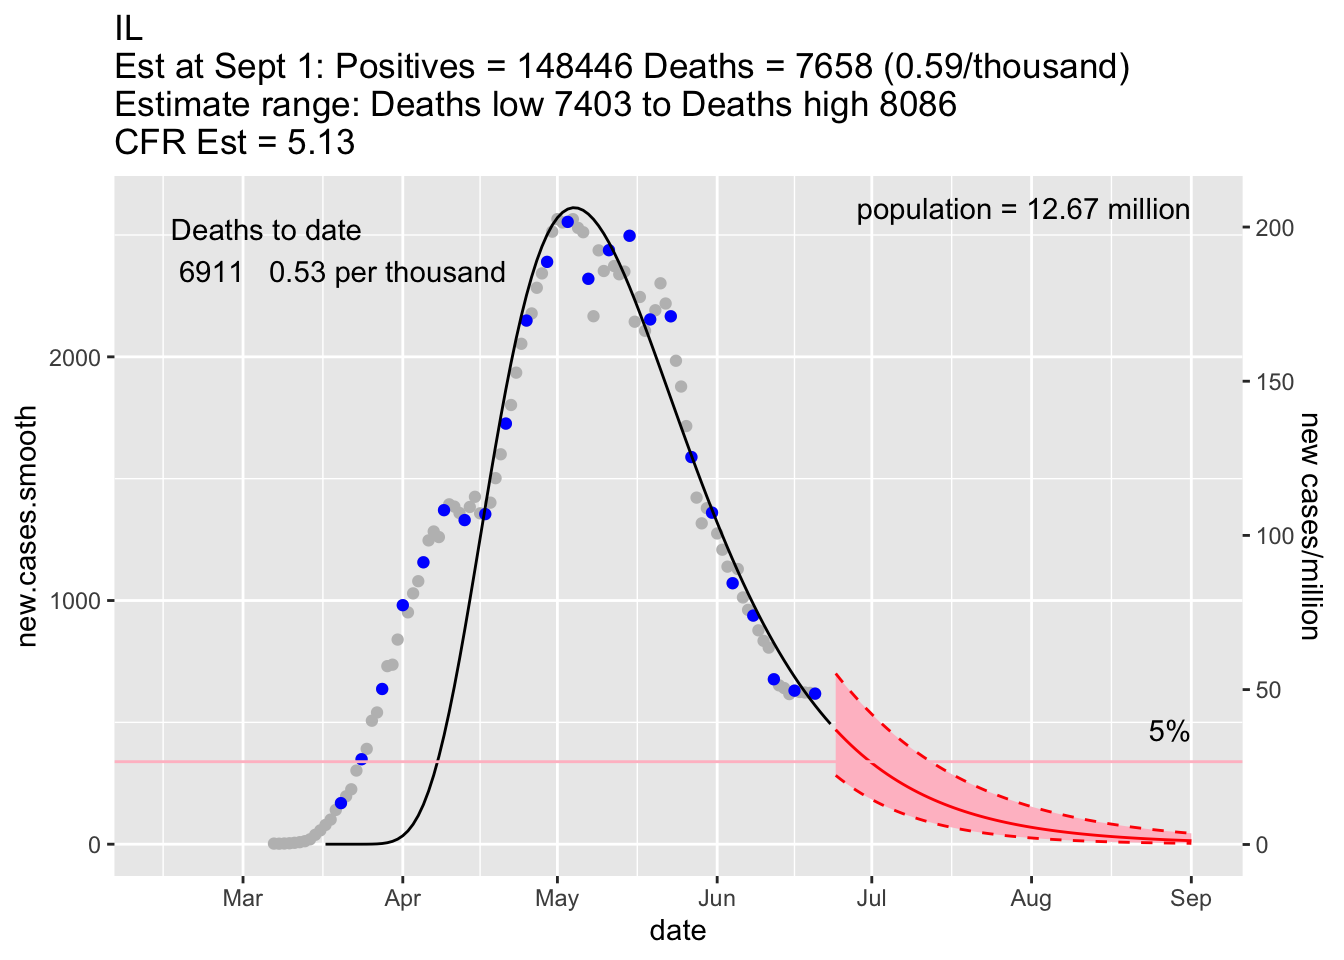 IL
Est at Sept 1: Positives = 148446 Deaths = 7658 (0.59/thousand)
Estimate range: Deaths low 7403 to Deaths high 8086
CFR Est = 5.13
population = 12.67 million
Deaths to date
6911 0.53 per thousand
5%
new.cases.smooth
2000
1000
0
200
150
100
50
0
new cases/million
Mar Apr May Jun Jul Aug Sep
date